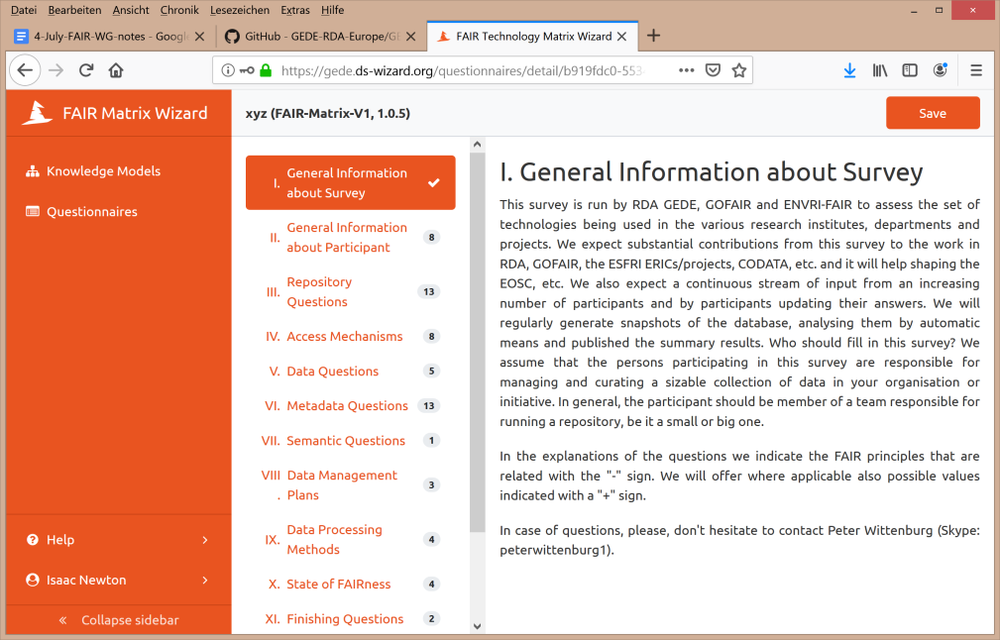 Datei Bearbeiten Ansicht Chronik Lesezeichen Extras Hilfe
4-July-FAIR-WG-notes - Google
GitHub - GEDE-RDA-Europe/GE
FAIR Technology Matrix Wizard
https://gede.ds-wizard.org/questionnaires/detail/b919fdc0-553
FAIR Matrix Wizard
xyz (FAIR-Matrix-V1, 1.0.5)
Save
Knowledge Models
Questionnaires
Help
Isaac Newton
« Collapse sidebar
I. General Information
about Survey
II. General Information
about Participant
8
III. Repository
Questions
13
IV. Access Mechanisms 8
V. Data Questions 5
VI. Metadata Questions 13
VII. Semantic Questions 1
VIII Data Management
. Plans
3
IX. Data Processing
Methods
4
X. State of FAIRness 4
XI. Finishing Questions 2
I. General Information about Survey
This survey is run by RDA GEDE, GOFAIR and ENVRI-FAIR to assess the set of
technologies being used in the various research institutes, departments and
projects. We expect substantial contributions from this survey to the work in
RDA, GOFAIR, the ESFRI ERICs/projects, CODATA, etc. and it will help shaping the
EOSC, etc. We also expect a continuous stream of input from an increasing
number of participants and by participants updating their answers. We will
regularly generate snapshots of the database, analysing them by automatic
means and published the summary results. Who should fill in this survey? We
assume that the persons participating in this survey are responsible for
managing and curating a sizable collection of data in your organisation or
initiative. In general, the participant should be member of a team responsible for
running a repository, be it a small or big one.
In the explanations of the questions we indicate the FAIR principles that are
related with the "-" sign. We will offer where applicable also possible values
indicated with a "+" sign.
In case of questions, please, don't hesitate to contact Peter Wittenburg (Skype:
peterwittenburg1).